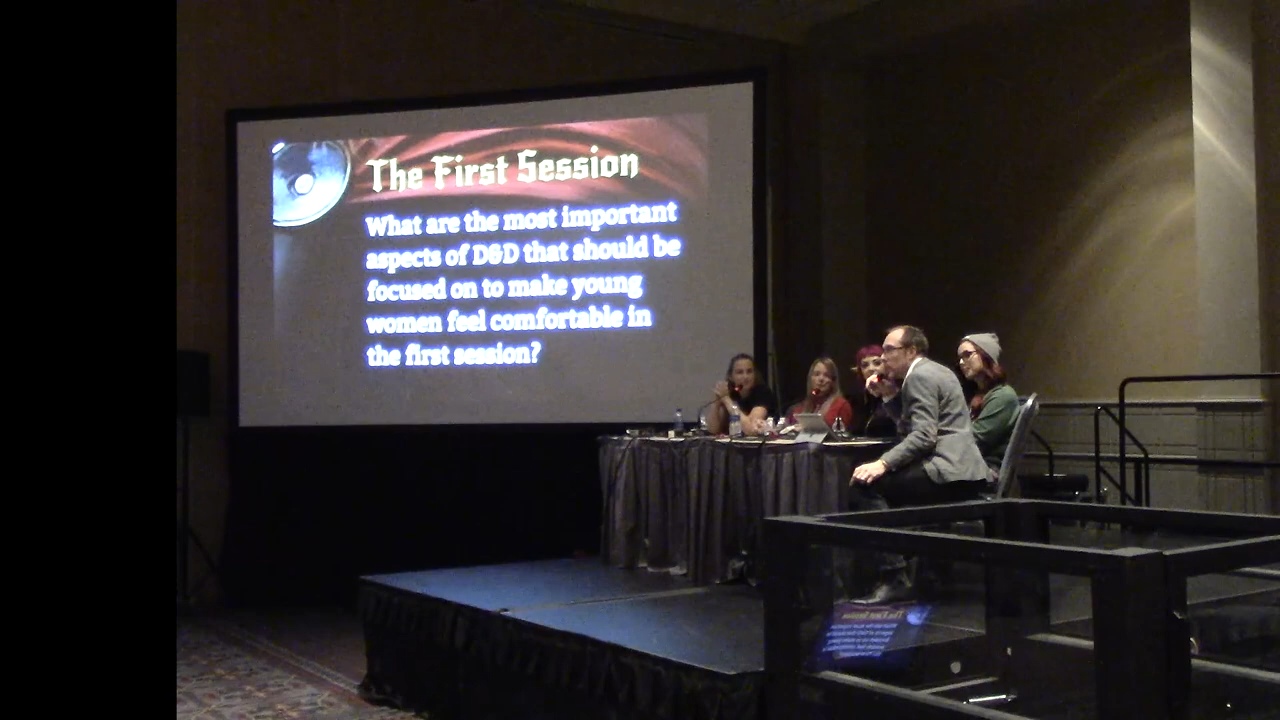 The First Session
What are the most important
aspects of D&D that should be
focused on to make young
women feel comfortable in
the first session?